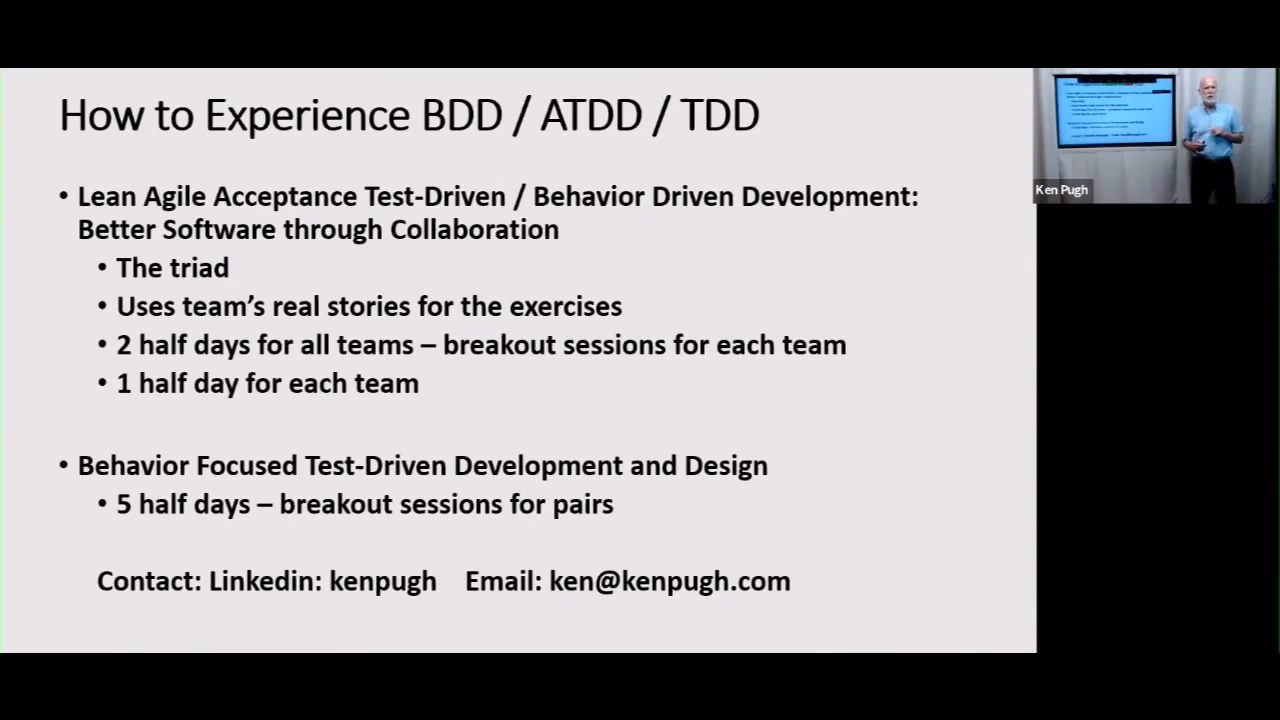 How to Experience BDD / ATDD / TDD
• Lean Agile Acceptance Test-Driven / Behavior Driven Development:
Better Software through Collaboration
• The triad
• Uses team’s real stories for the exercises
• 2 half days for all teams – breakout sessions for each team
• 1 half day for each team
• Behavior Focused Test-Driven Development and Design
• 5 half days – breakout sessions for pairs
Contact: Linkedin: kenpugh Email: ken@kenpugh.com
Ken Pugh